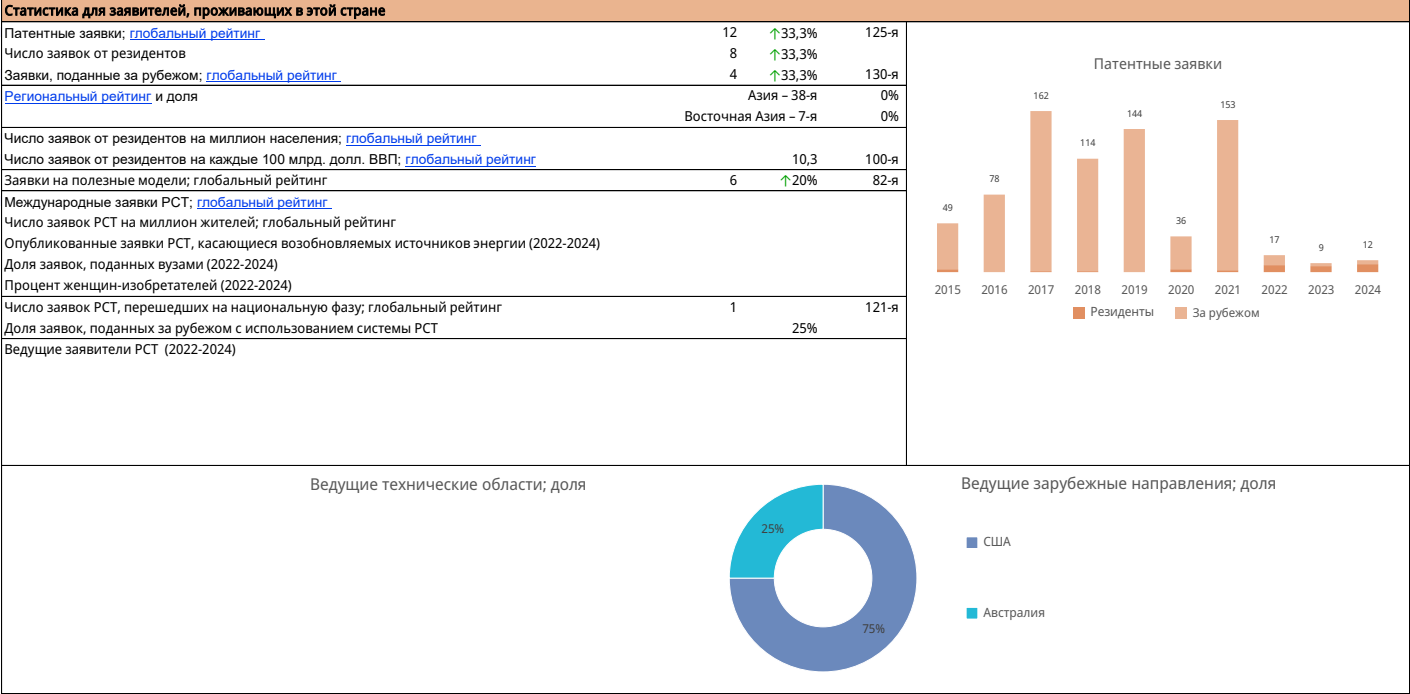 Статистика для заявителей, проживающих в этой стране
Патентные заявки; глобальный рейтинг 12 ↑33,3% 125-я
Число заявок от резидентов 8 ↑33,3%
Заявки, поданные за рубежом; глобальный рейтинг 4 ↑33,3% 130-я
Региональный рейтинг и доля Азия – 38-я 0%
Восточная Азия – 7-я 0%
Число заявок от резидентов на миллион населения; глобальный рейтинг
Число заявок от резидентов на каждые 100 млрд. долл. ВВП; глобальный рейтинг 10,3 100-я
Заявки на полезные модели; глобальный рейтинг 6 ↑20% 82-я
Международные заявки РСТ; глобальный рейтинг
Число заявок РСТ на миллион жителей; глобальный рейтинг
Опубликованные заявки РСТ, касающиеся возобновляемых источников энергии (2022-2024)
Доля заявок, поданных вузами (2022-2024)
Процент женщин-изобретателей (2022-2024)
Число заявок РСТ, перешедших на национальную фазу; глобальный рейтинг 1 121-я
Доля заявок, поданных за рубежом с использованием системы РСТ 25%
Ведущие заявители РСТ (2022-2024)
Патентные заявки
49 78 162 114 144 36 153 17 9 12
2015 2016 2017 2018 2019 2020 2021 2022 2023 2024
Резиденты За рубежом
Ведущие технические области; доля
Ведущие зарубежные направления; доля
25%
75%
США
Австралия